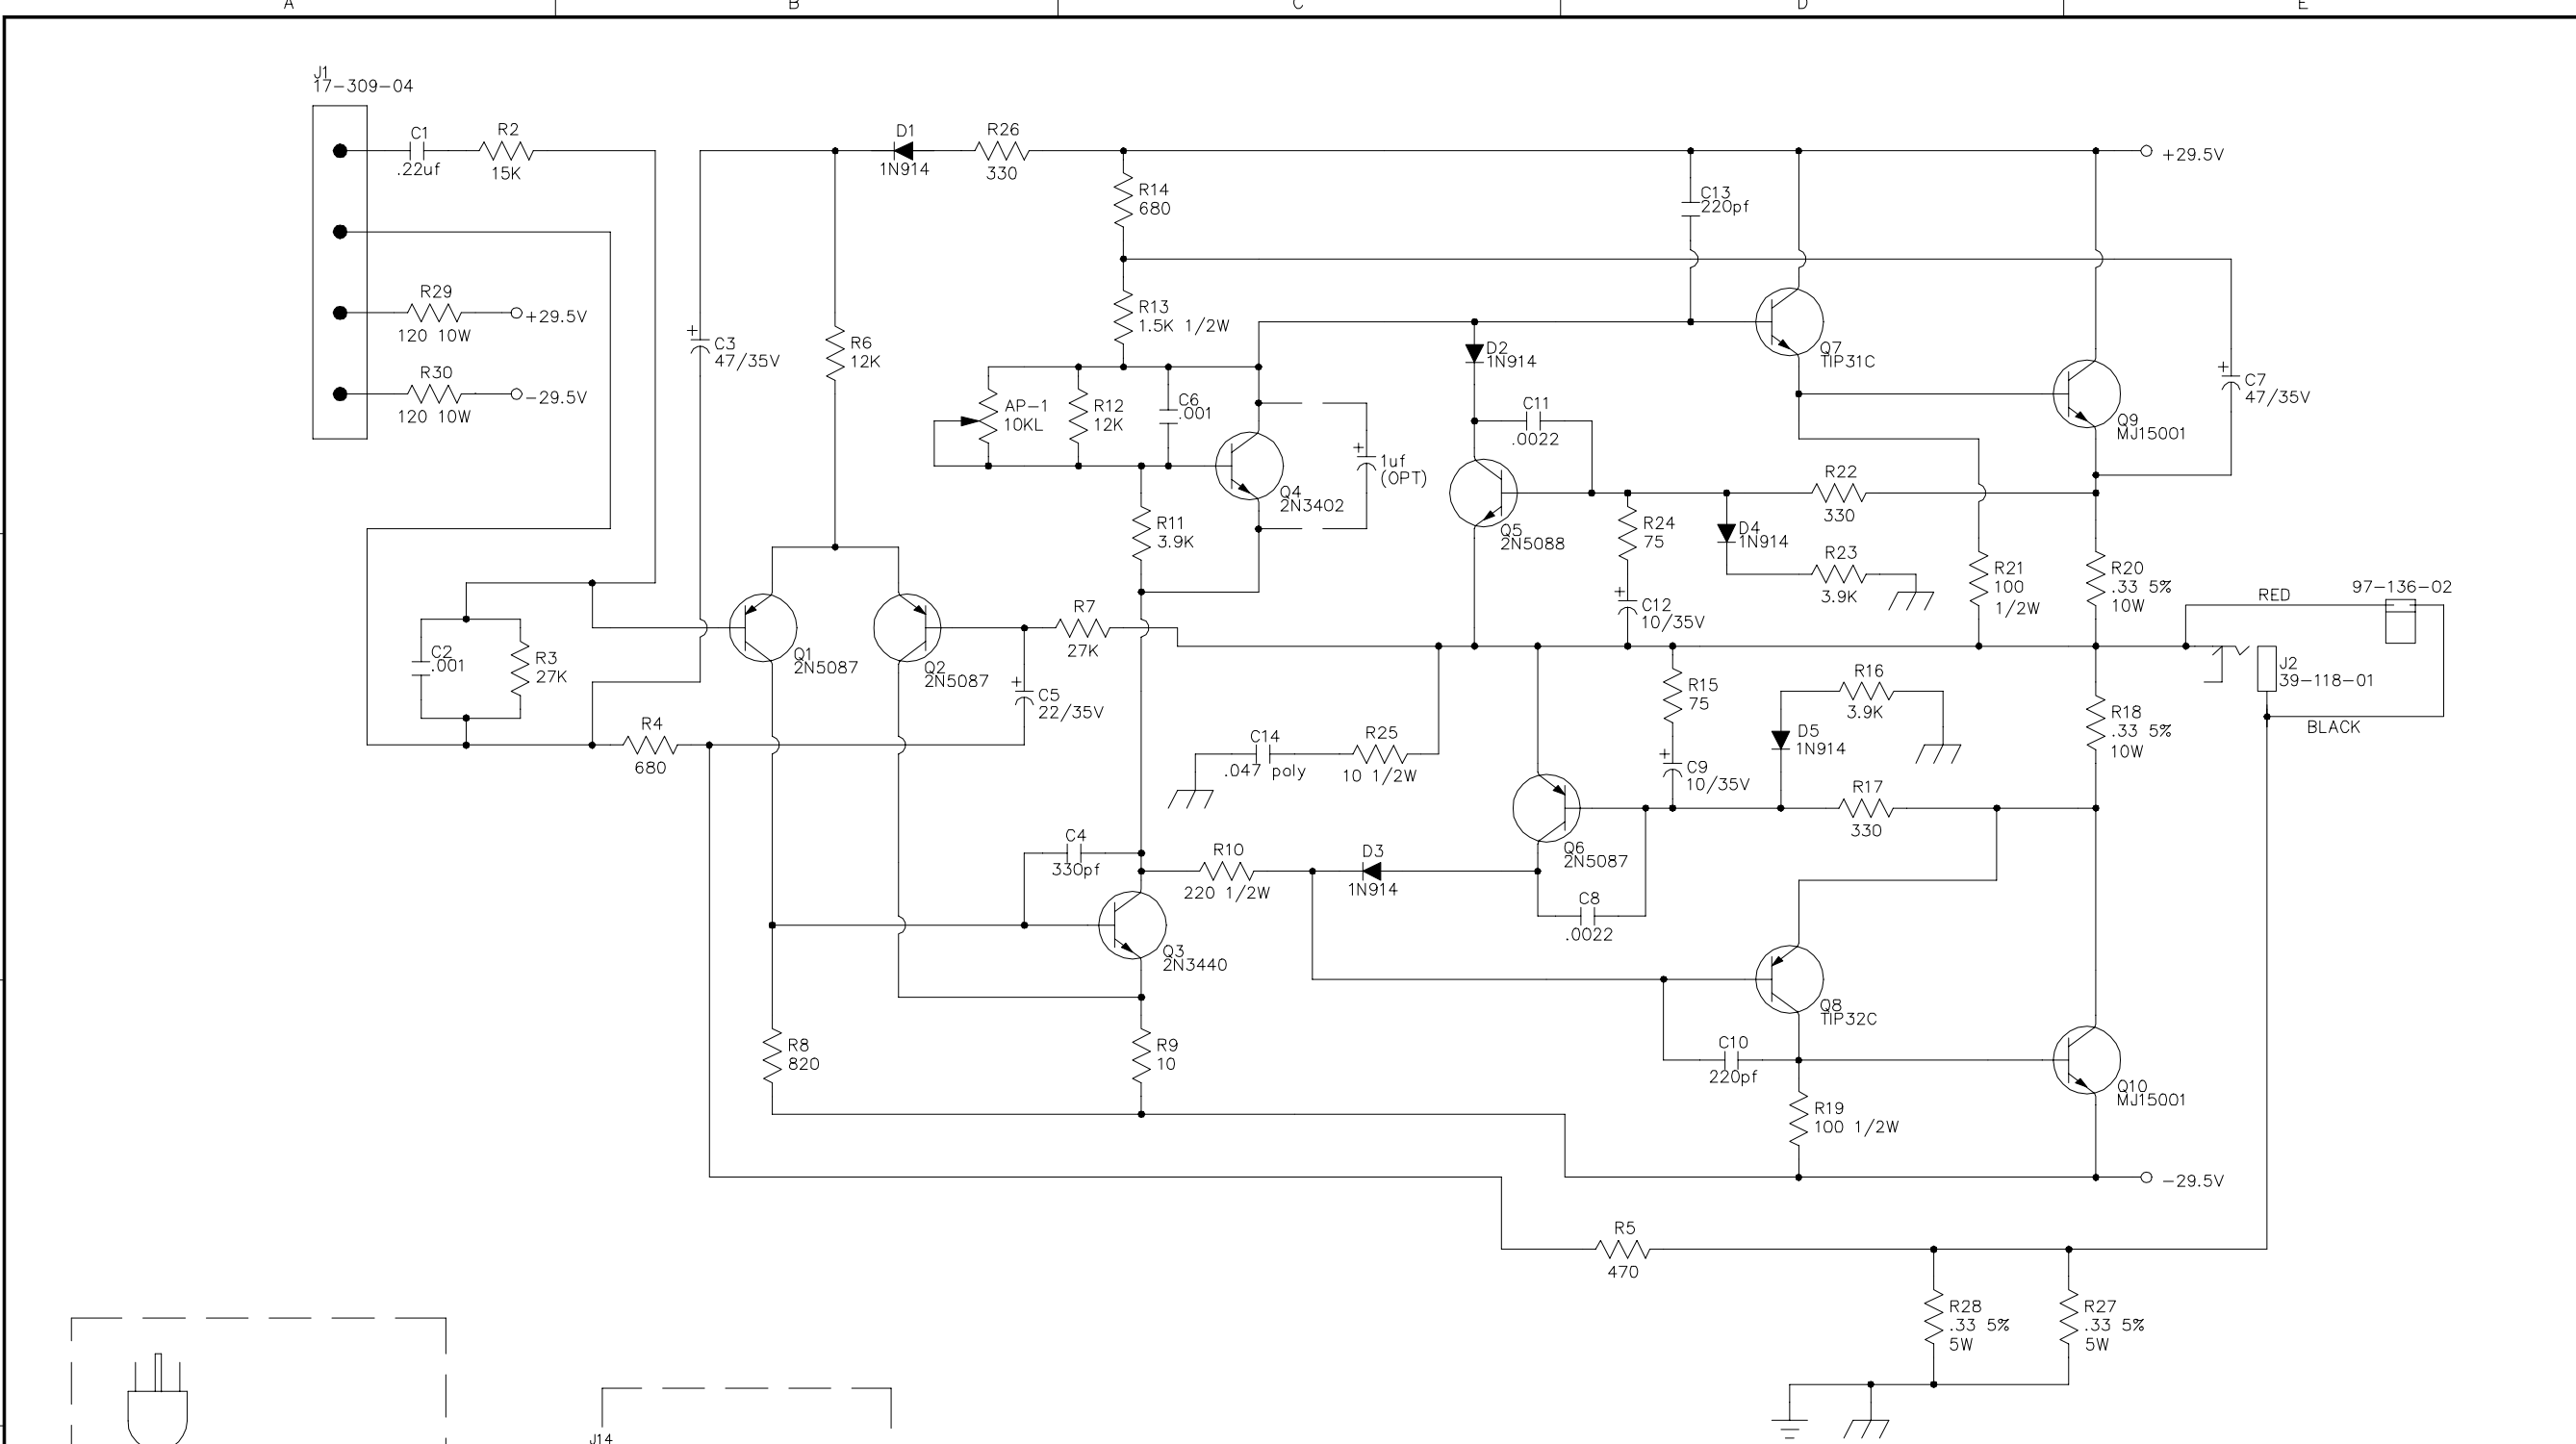 A
B
C
D
E
J1
17-309-04
C1
.22uf
R2
15K
D1
1N914
R26
330
+29.5V
R14
680
C13
220pf
R29
120 10W
+29.5V
R30
120 10W
-29.5V
C3
47/35V
R6
12K
R13
1.5K 1/2W
D2
1N914
Q7
TIP31C
C7
47/35V
AP-1
10KL
R12
12K
C6
.001
C11
.0022
Q9
MJ15001
1uf
(OPT)
Q4
2N3402
R22
330
R11
3.9K
Q5
2N5088
R24
75
D4
1N914
R23
3.9K
R21
100
1/2W
R20
.33 5%
10W
RED
97-136-02
C12
10/35V
R7
27K
C2
.001
R3
27K
Q1
2N5087
Q2
2N5087
C5
22/35V
R15
75
R16
3.9K
J2
39-118-01
R4
680
C14
.047 poly
R25
10 1/2W
D5
1N914
R18
.33 5%
10W
BLACK
C9
10/35V
R17
330
C4
330pf
R10
220 1/2W
D3
1N914
Q6
2N5087
C8
.0022
Q3
2N3440
Q8
TIP32C
R8
820
R9
10
C10
220pf
Q10
MJ15001
R19
100 1/2W
-29.5V
R5
470
R28
.33 5%
5W
R27
.33 5%
5W
J14